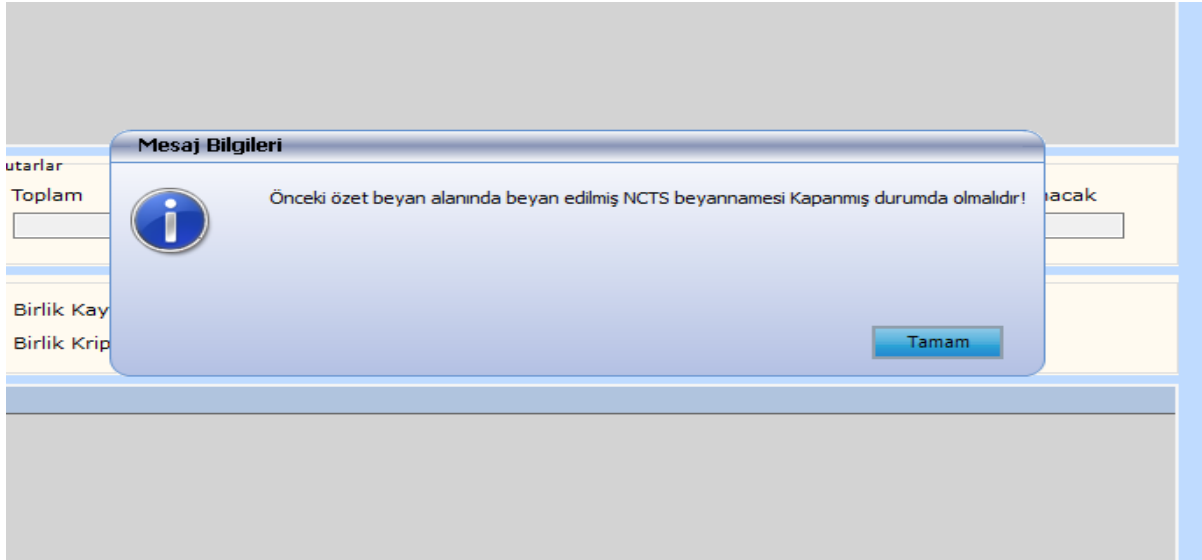 Mesaj Bilgileri
utarlar
Toplam
Önceki özet beyan alanında beyan edilmiş NCTS beyannamesi Kapanmış durumda olmalıdır!
acak
Birlik Kay
Birlik Krip
Tamam